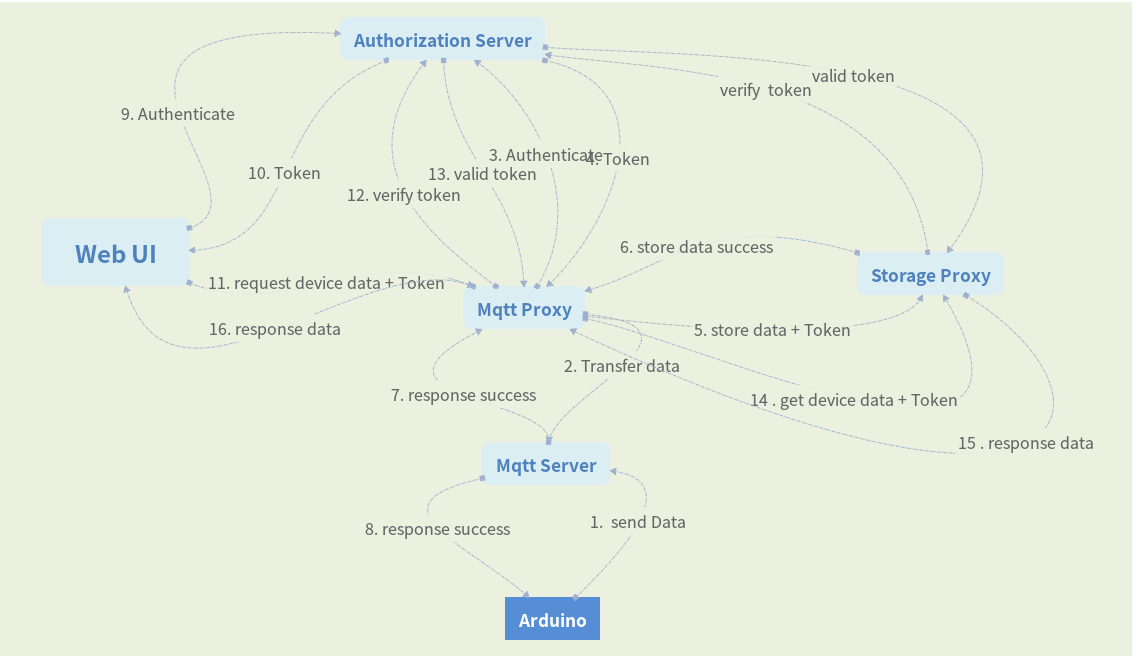 Authorization Server
valid token
verify  token
9. Authenticate
3. Authenticate
4. Token
10. Token
13. valid token
12. verify token
6. store data success
Web UI
Storage Proxy
11. request device data + Token
Mqtt Proxy
16. response data
5. store data + Token
2. Transfer data
7. response success
14 . get device data + Token
15 . response data
Mqtt Server
8. response success
1.  send Data
Arduino